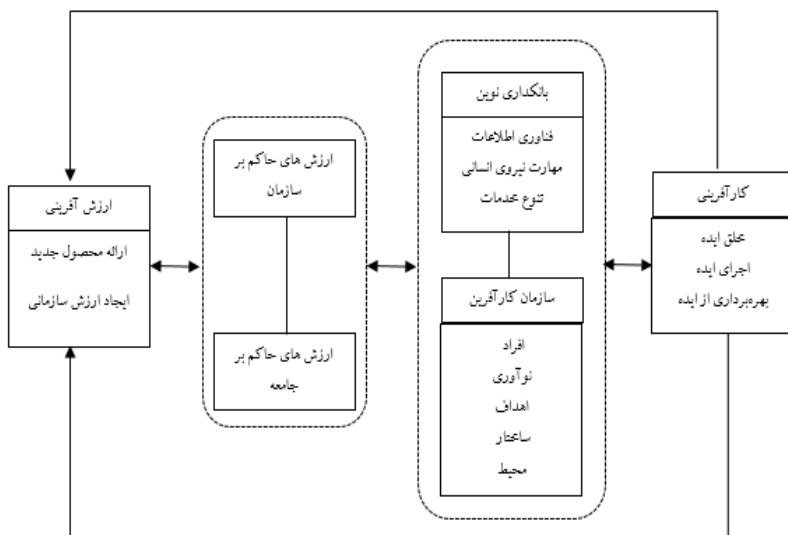 بانکداری نوین
فناوری اطلاعات
مهارت نیروی انسانی
تنوع خدمات
کارآفرینی
خلق ایده
اجرای ایده
بهره‌برداری از ایده
سازمان کارآفرین
افراد
نوآوری
اهداف
ساختار
محیط
ارزش های حاکم بر
سازمان
ارزش های حاکم بر
جامعه
ارزش آفرینی
ارائه محصول جدید
ایجاد ارزش سازمانی